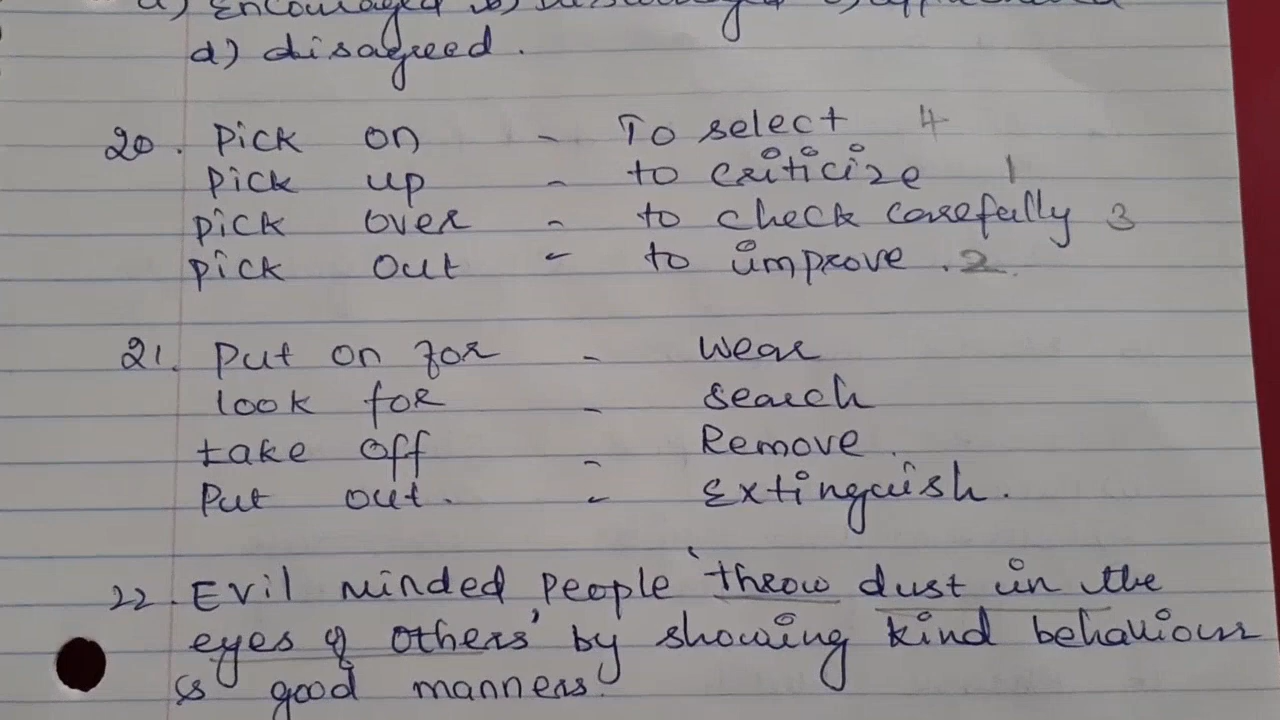 a) Encouraged b)
d) disagreed.
20. Pick on - To select 4
Pick up - to criticize 1
Pick over - to check carefully 3
Pick out - to improve. 2
21. Put on for - wear
look for - search
take off - Remove.
Put out. - Extinguish.
22. Evil minded people 'throw dust in the
eyes of others' by showing kind behaviour
& good manners.